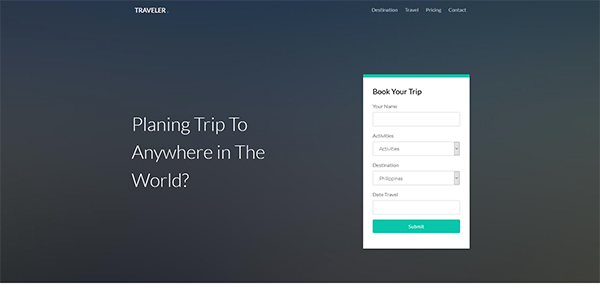 TRAVELER.
Destination Travel Pricing Contact
Planing Trip To
Anywhere in The
World?
Book Your Trip
Your Name
Activities
Activities
Destination
Philippines
Date Travel
Submit